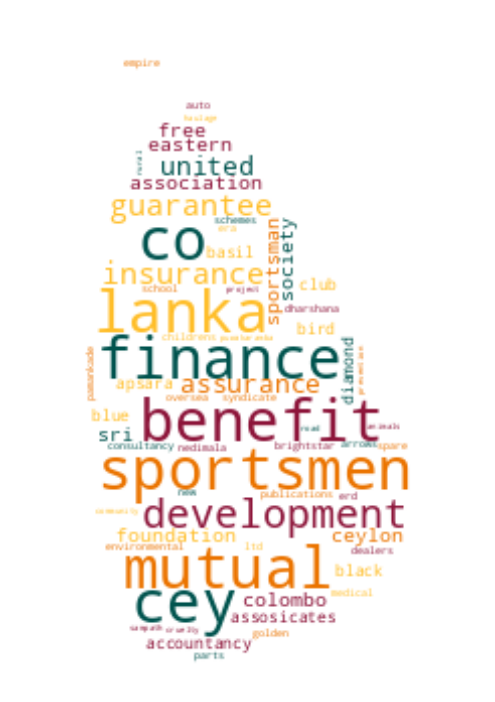 empire
auto
haulage
free
eastern
rural
united
association
guarantee
schemes
era
sportsman
society
co
basil
insurance
club
school
project
lanka
dharshana
bird
childrens
finance
diamond
pamankade
apsara
assurance
oversea
syndicate
benefit
blue
road
animals
sri
consultancy
nedimala
brightstar
arrows
spare
sportsmen
new
publications
erd
community
development
foundation
ceylon
environmental
ltd
dealers
mutual
black
cey
medical
colombo
assosicates
sampath
cruelty
golden
accountancy
parts